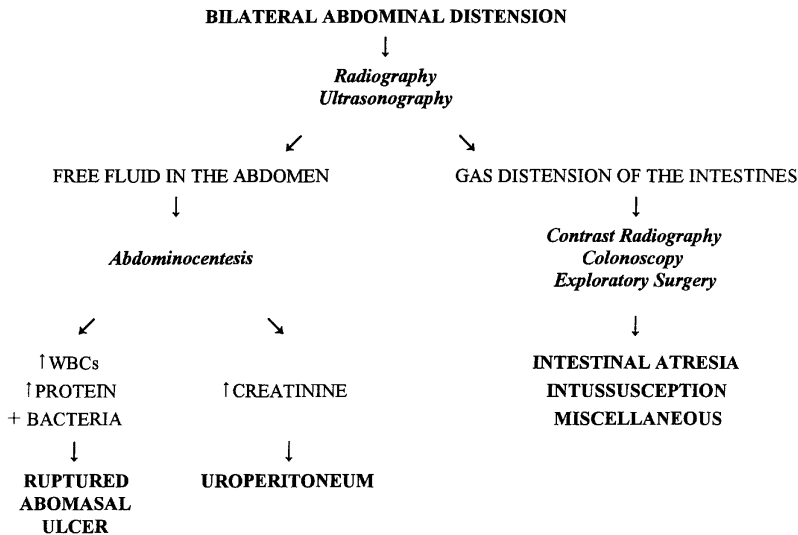 BILATERAL ABDOMINAL DISTENSION
↓
Radiography
Ultrasonography
↙ ↘
FREE FLUID IN THE ABDOMEN
GAS DISTENSION OF THE INTESTINES
↓
↓
Abdominocentesis
Contrast Radiography
Colonoscopy
Exploratory Surgery
↙ ↘
↓
↑WBCs
↑PROTEIN
+ BACTERIA
↑CREATININE
INTESTINAL ATRESIA
INTUSSUSCEPTION
MISCELLANEOUS
↓
↓
RUPTURED
ABOMASAL
ULCER
UROPERITONEUM